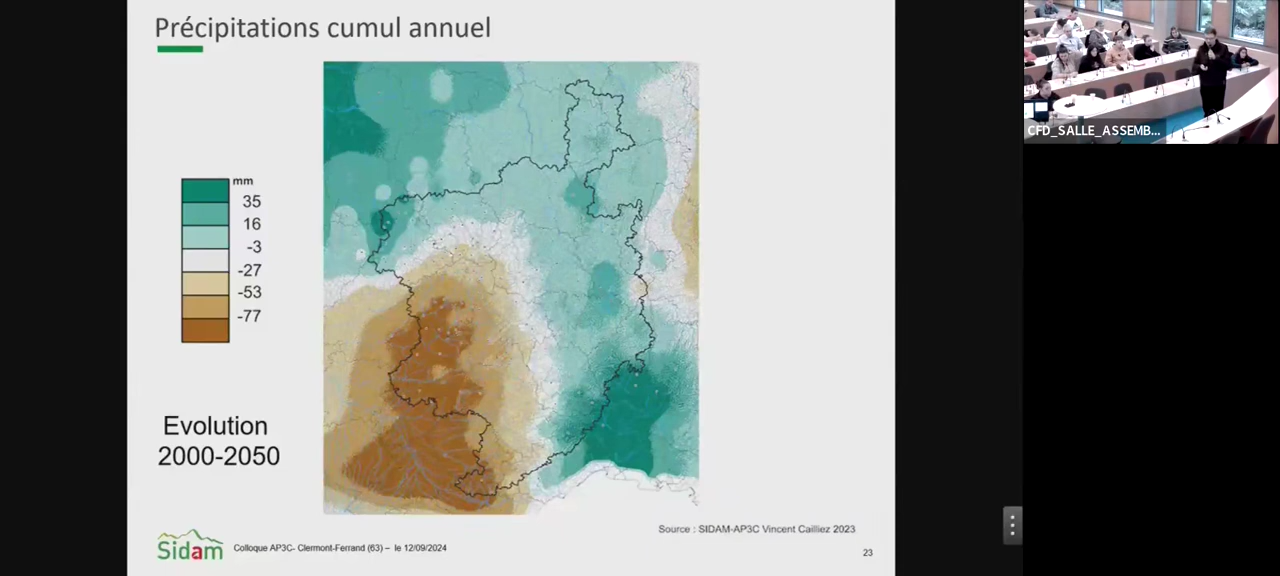 Précipitations cumul annuel
mm
35
16
-3
-27
-53
-77
Evolution
2000-2050
Source : SIDAM-AP3C Vincent Cailliez 2023
Sidam
Colloque AP3C- Clermont-Ferrand (63) – le 12/09/2024
23
CFD_SALLE_ASSEMB...